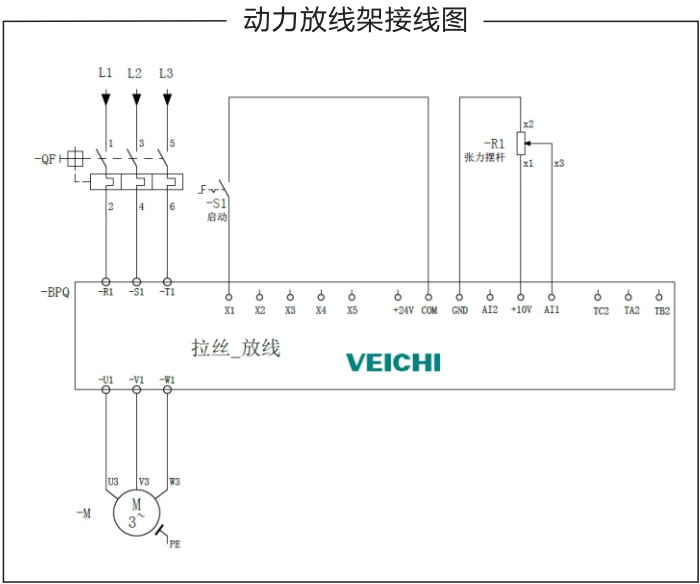 动力放线架接线图
L1 L2 L3
1 3 5
-QF
2 4 6
-S1
启动
x2
-R1
张力摆杆
x1 x3
-BPQ
-R1 -S1 -T1
X1 X2 X3 X4 X5 +24V COM GND AI2 +10V AI1 TC2 TA2 TB2
拉丝_放线
VEICHI
-U1 -V1 -W1
U3 V3 W3
-M
M
3~
PE